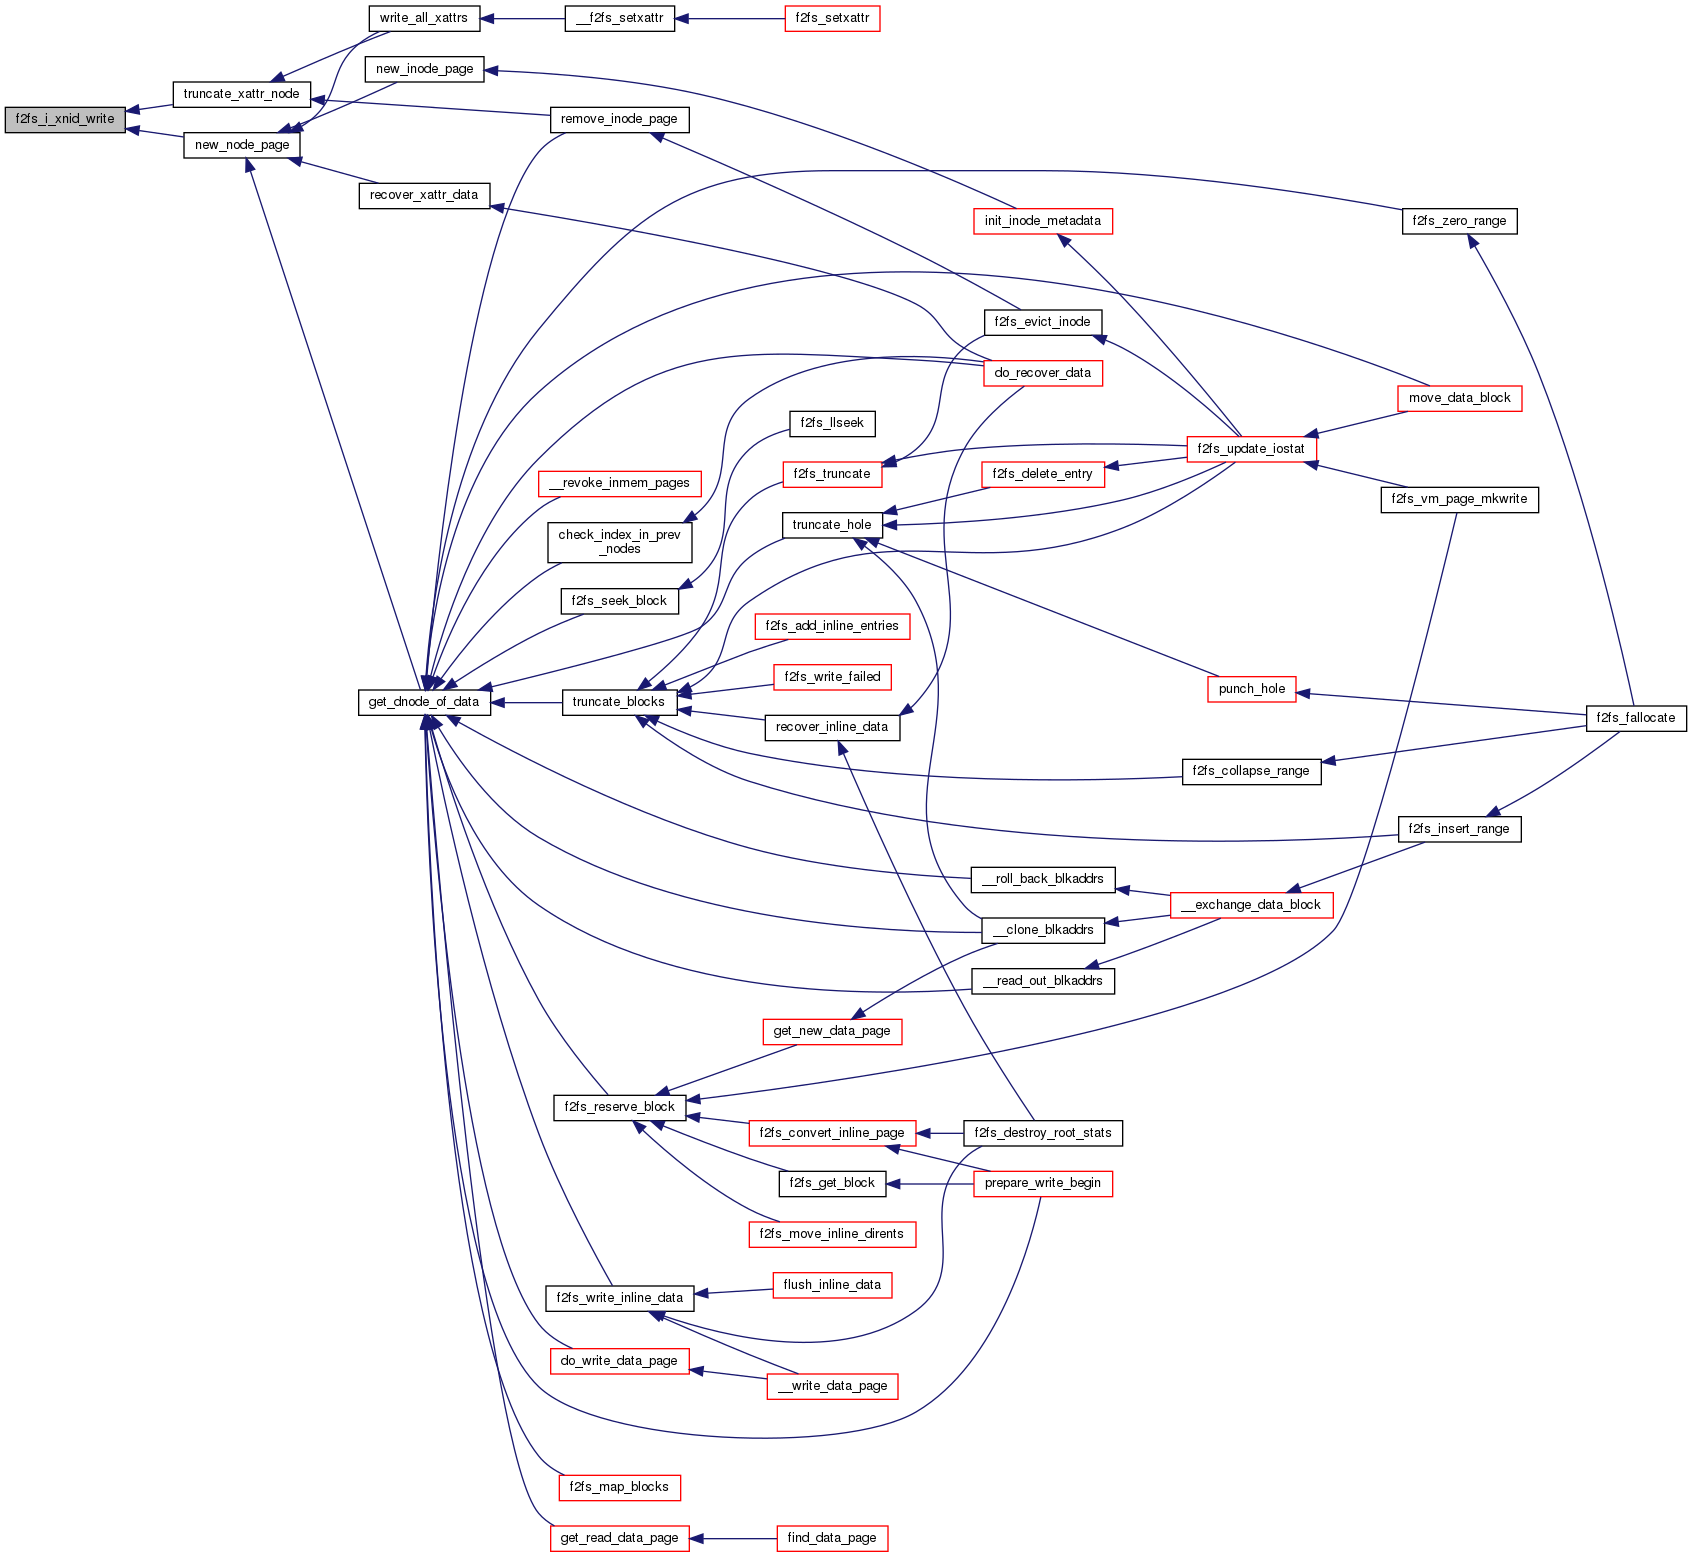 write_all_xattrs
__f2fs_setxattr
f2fs_setxattr
new_inode_page
truncate_xattr_node
f2fs_i_xnid_write
remove_inode_page
new_node_page
recover_xattr_data
init_inode_metadata
f2fs_zero_range
f2fs_evict_inode
do_recover_data
move_data_block
f2fs_llseek
f2fs_update_iostat
f2fs_truncate
f2fs_delete_entry
__revoke_inmem_pages
f2fs_vm_page_mkwrite
truncate_hole
check_index_in_prev
_nodes
f2fs_seek_block
f2fs_add_inline_entries
f2fs_write_failed
punch_hole
get_dnode_of_data
truncate_blocks
f2fs_fallocate
recover_inline_data
f2fs_collapse_range
f2fs_insert_range
__roll_back_blkaddrs
__exchange_data_block
__clone_blkaddrs
__read_out_blkaddrs
get_new_data_page
f2fs_reserve_block
f2fs_convert_inline_page
f2fs_destroy_root_stats
f2fs_get_block
prepare_write_begin
f2fs_move_inline_dirents
flush_inline_data
f2fs_write_inline_data
do_write_data_page
__write_data_page
f2fs_map_blocks
get_read_data_page
find_data_page